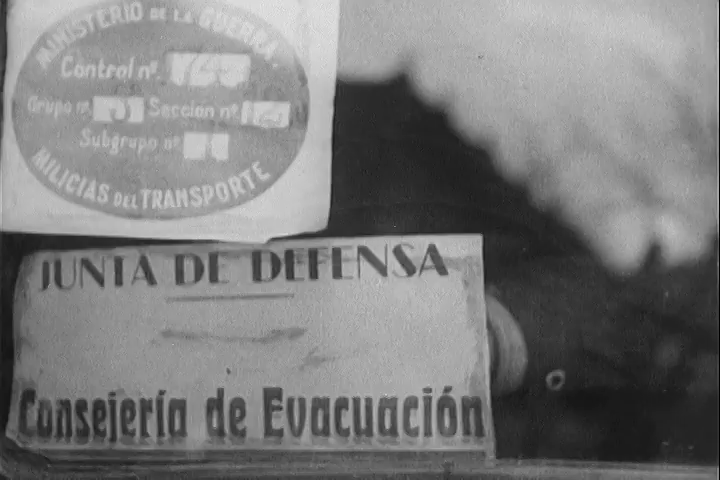 MINISTERIO DE LA GUERRA.
Control nº.
Grupo nº. Seccion nº.
Subgrupo nº
MILICIAS DEL TRANSPORTE
JUNTA DE DEFENSA
Consejería de Evacuación